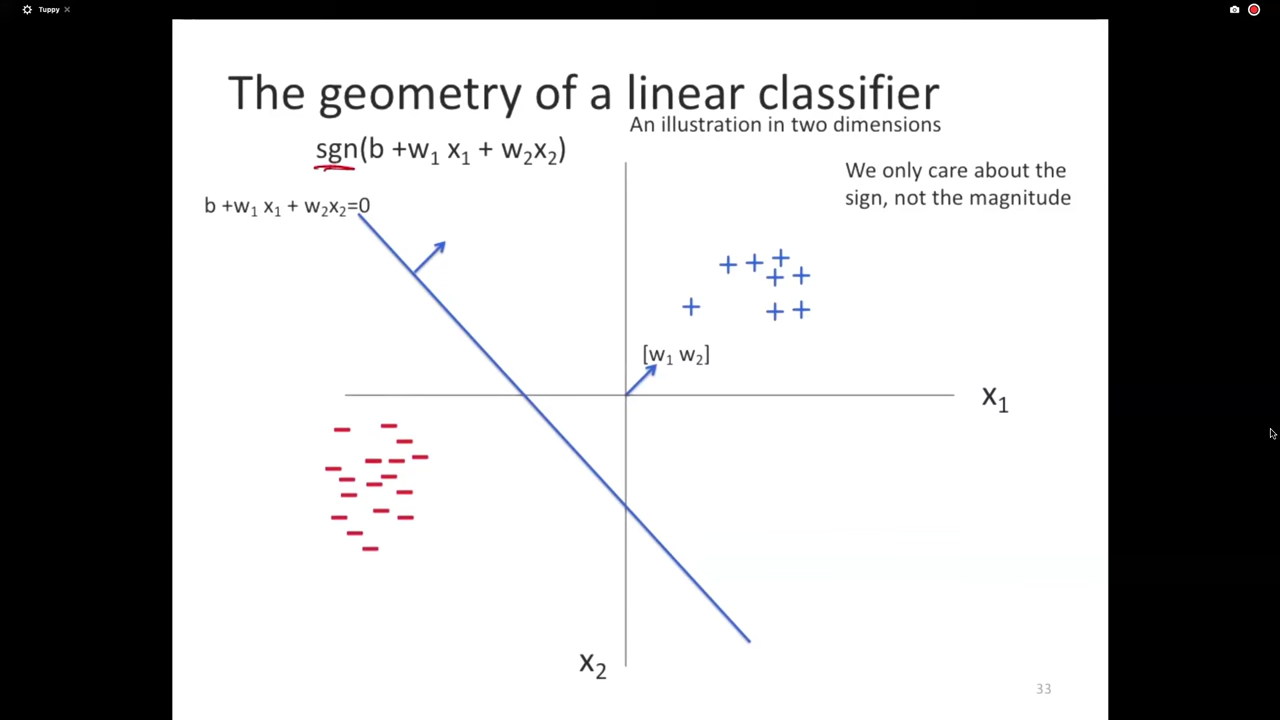 Tuppy
The geometry of a linear classifier
An illustration in two dimensions
sgn(b +w₁ x₁ + w₂x₂)
We only care about the
sign, not the magnitude
b +w₁ x₁ + w₂x₂=0
[w₁ w₂]
x₁
x₂
33